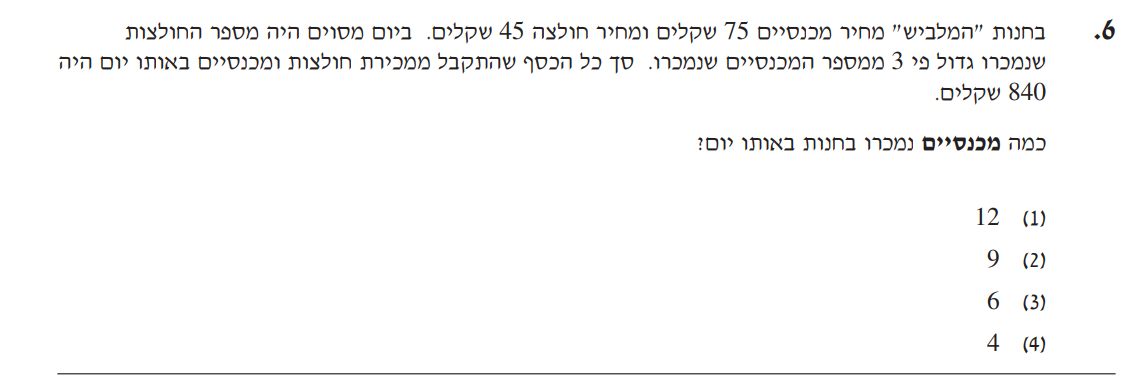 6. בחנות "המלביש" מחיר מכנסיים 75 שקלים ומחיר חולצה 45 שקלים. ביום מסוים היה מספר החולצות
שנמכרו גדול פי 3 ממספר המכנסיים שנמכרו. סך כל הכסף שהתקבל ממכירת חולצות ומכנסיים באותו יום היה
840 שקלים.
כמה מכנסיים נמכרו בחנות באותו יום?
(1) 12
(2) 9
(3) 6
(4) 4